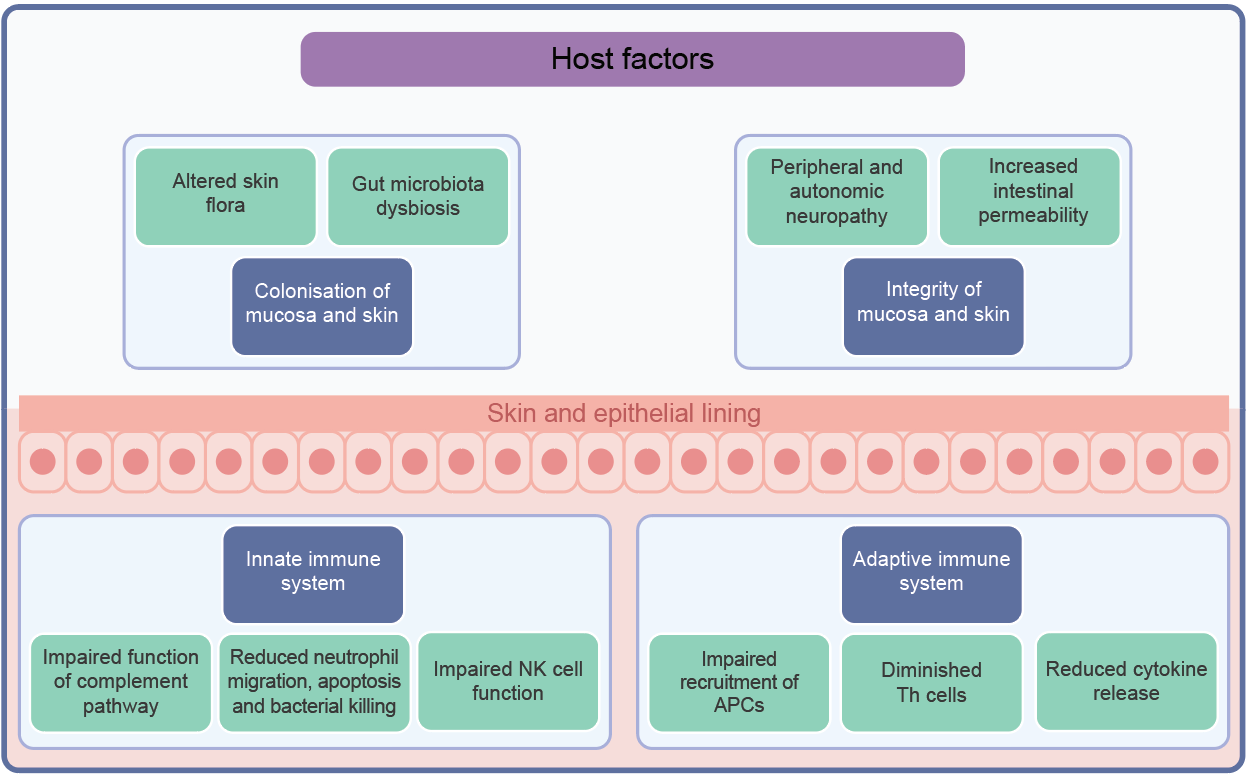 Host factors
Altered skin
flora
Gut microbiota
dysbiosis
Colonisation of
mucosa and skin
Peripheral and
autonomic
neuropathy
Increased
intestinal
permeability
Integrity of
mucosa and skin
Skin and epithelial lining
Innate immune
system
Impaired function
of complement
pathway
Reduced neutrophil
migration, apoptosis
and bacterial killing
Impaired NK cell
function
Adaptive immune
system
Impaired
recruitment of
APCs
Diminished
Th cells
Reduced cytokine
release